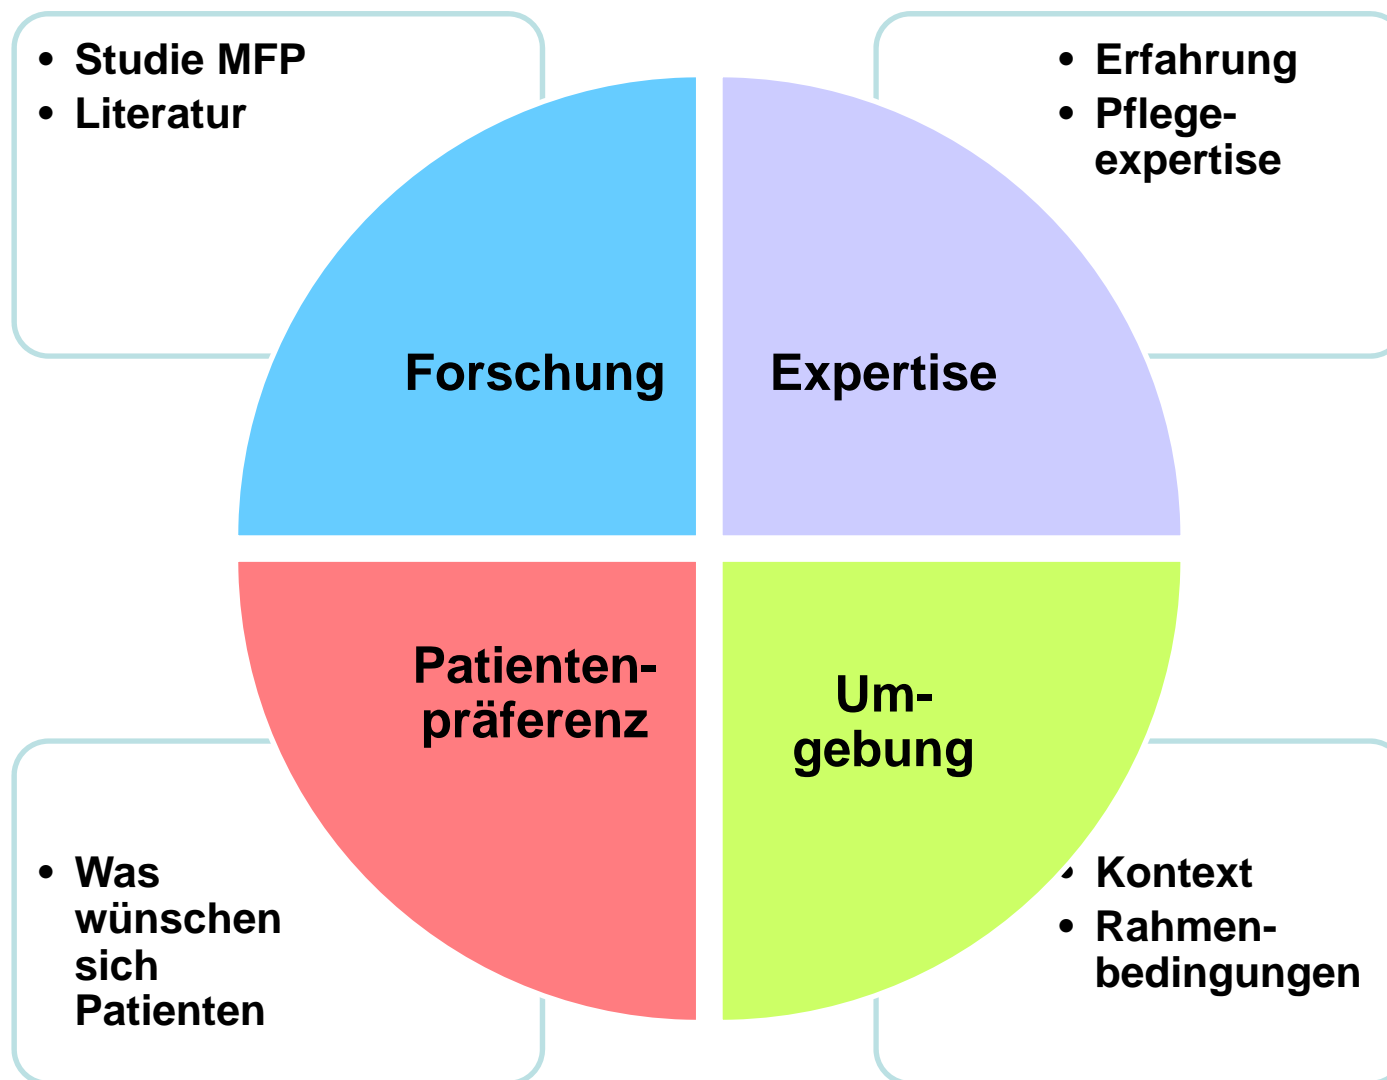 • Studie MFP
• Literatur
• Erfahrung
• Pflege-
expertise
Forschung
Expertise
Patienten-
präferenz
Um-
gebung
• Was
wünschen
sich
Patienten
• Kontext
• Rahmen-
bedingungen